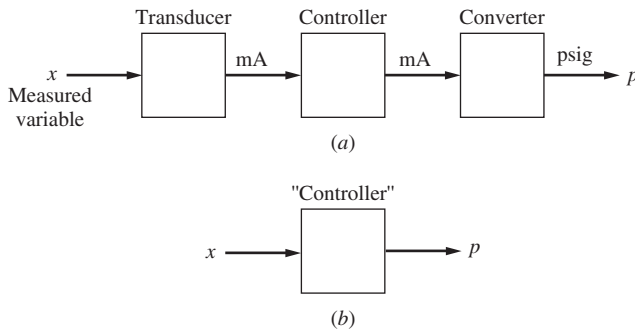 Transducer Controller Converter
x mA mA psig p
Measured
variable
(a)
"Controller"
x p
(b)